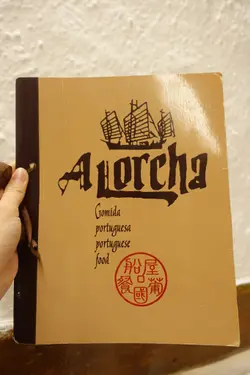 A Lorcha
Comida
portuguesa
portuguese
food
船屋
葡國餐